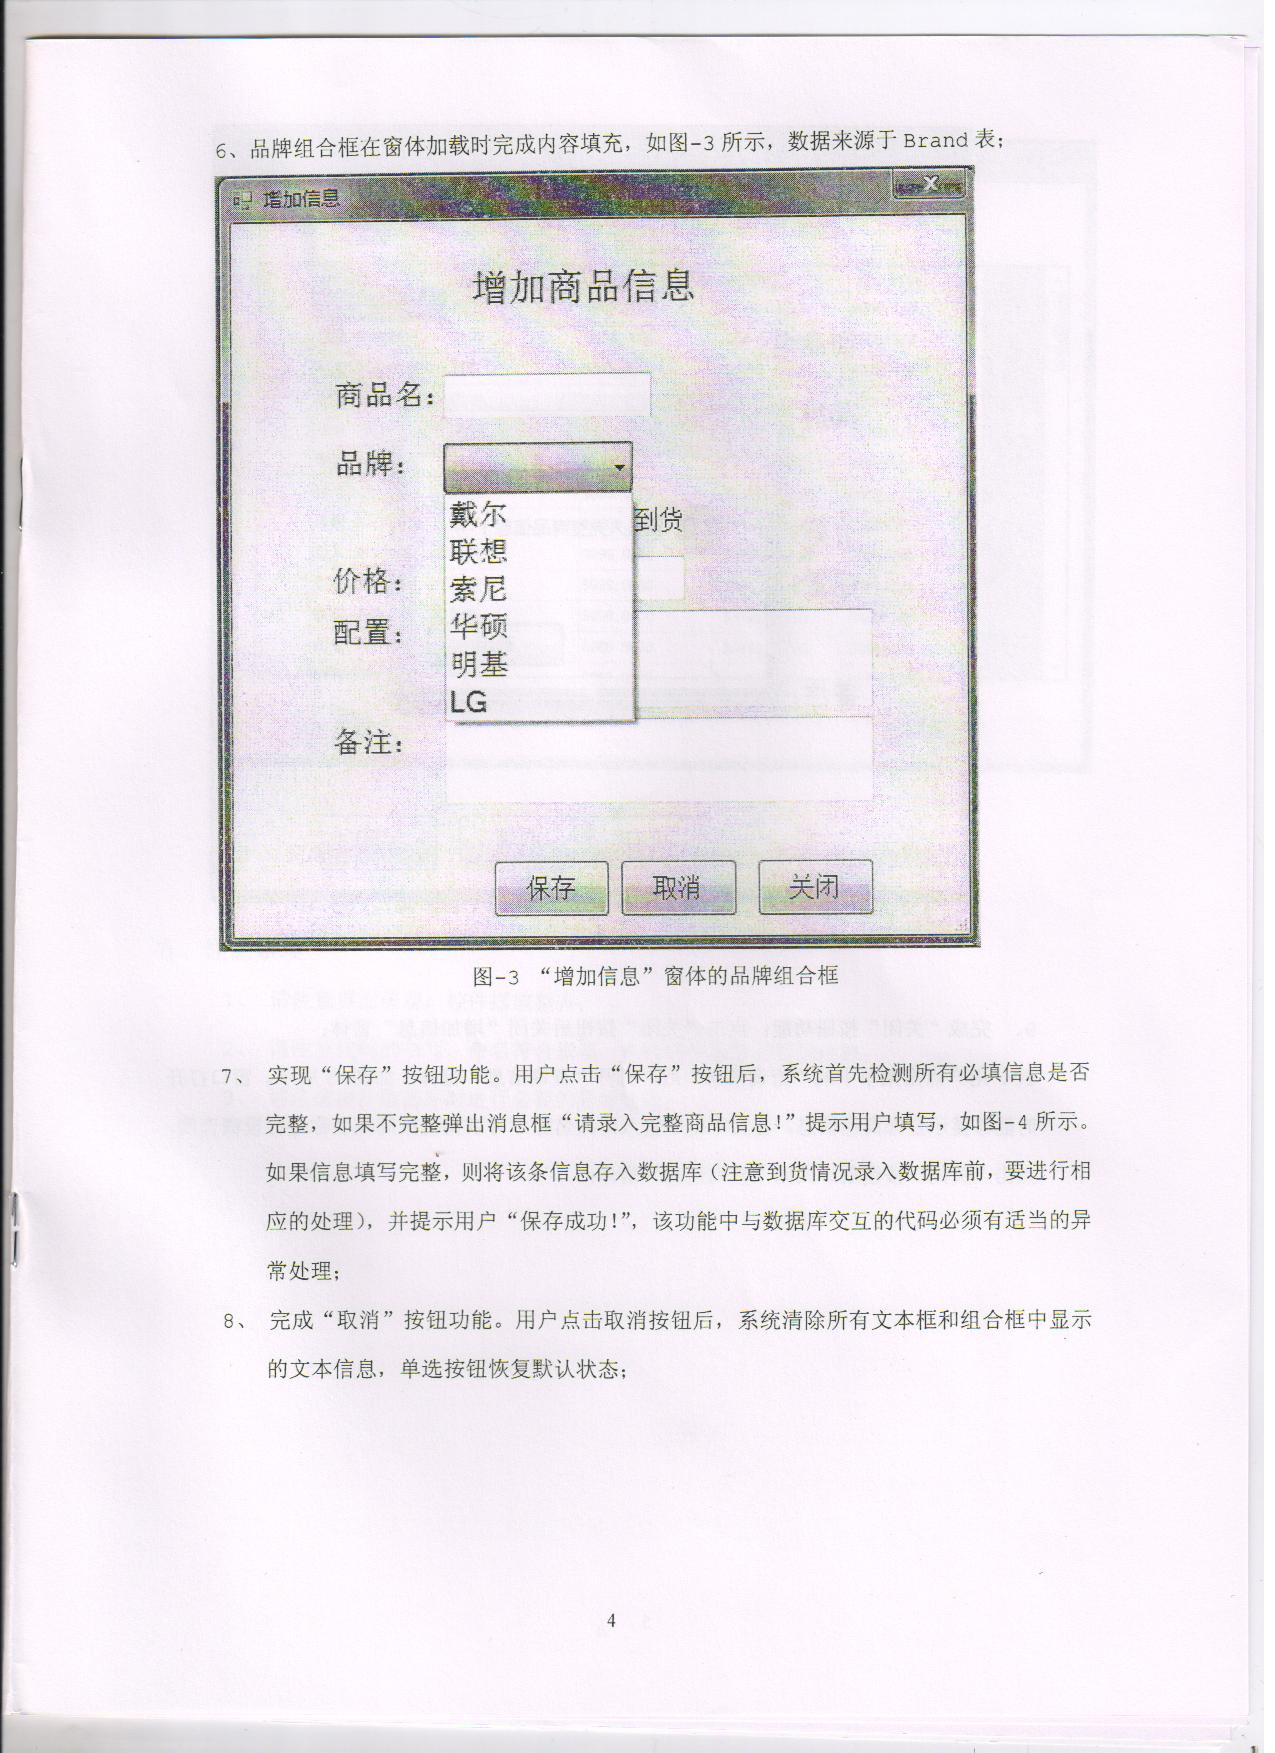 6、品牌组合框在窗体加载时完成内容填充，如图-3 所示，数据来源于 Brand 表；
增加信息
X
增加商品信息
商品名：
品牌：
戴尔
到货
联想
价格：
索尼
配置：
华硕
明基
LG
备注：
保存 取消 关闭
图-3 “增加信息”窗体的品牌组合框
7、 实现“保存”按钮功能。用户点击“保存”按钮后，系统首先检测所有必填信息是否
完整，如果不完整弹出消息框“请录入完整商品信息！”提示用户填写，如图-4 所示。
如果信息填写完整，则将该条信息存入数据库（注意到货情况录入数据库前，要进行相
应的处理），并提示用户“保存成功！”，该功能中与数据库交互的代码必须有适当的异
常处理；
8、 完成“取消”按钮功能。用户点击取消按钮后，系统清除所有文本框和组合框中显示
的文本信息，单选按钮恢复默认状态；
4